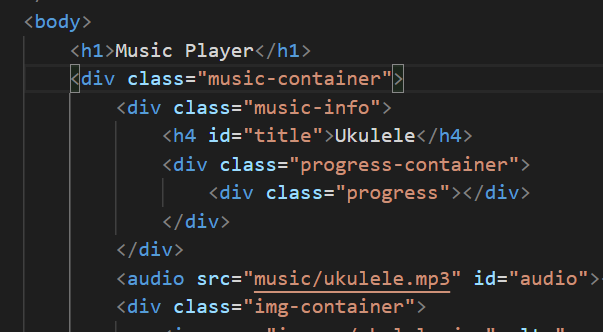 <body>
<h1>Music Player</h1>
<div class="music-container">
<div class="music-info">
<h4 id="title">Ukulele</h4>
<div class="progress-container">
<div class="progress"></div>
</div>
</div>
<audio src="music/ukulele.mp3" id="audio">
<div class="img-container">